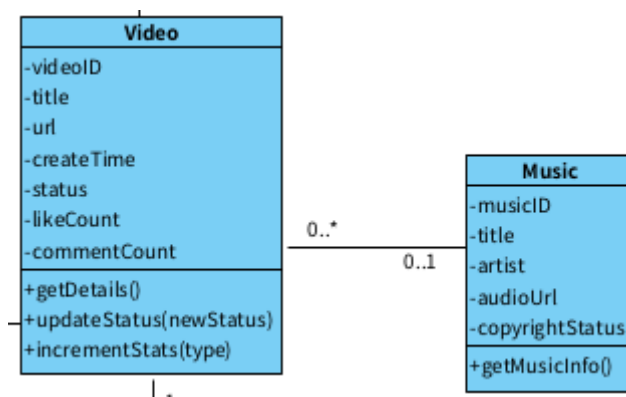 Video
-videoID
-title
-url
-createTime
-status
-likeCount
-commentCount
+getDetails()
+updateStatus(newStatus)
+incrementStats(type)
0..*
0..1
Music
-musicID
-title
-artist
-audioUrl
-copyrightStatus
+getMusicInfo()